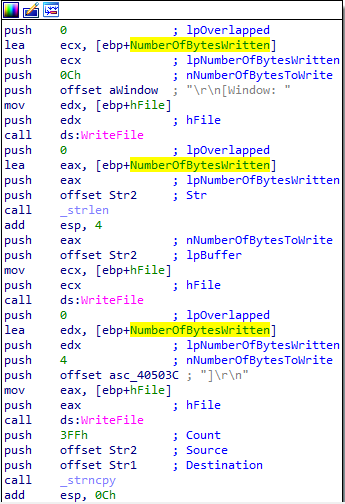 push 0 ; lpOverlapped
lea ecx, [ebp+NumberOfBytesWritten]
push ecx ; lpNumberOfBytesWritten
push 0Ch ; nNumberOfBytesToWrite
push offset aWindow ; "\r\n[Window: "
mov edx, [ebp+hFile]
push edx ; hFile
call ds:WriteFile
push 0 ; lpOverlapped
lea eax, [ebp+NumberOfBytesWritten]
push eax ; lpNumberOfBytesWritten
push offset Str2 ; Str
call _strlen
add esp, 4
push eax ; nNumberOfBytesToWrite
push offset Str2 ; lpBuffer
mov ecx, [ebp+hFile]
push ecx ; hFile
call ds:WriteFile
push 0 ; lpOverlapped
lea edx, [ebp+NumberOfBytesWritten]
push edx ; lpNumberOfBytesWritten
push 4 ; nNumberOfBytesToWrite
push offset asc_40503C ; "]\r\n"
mov eax, [ebp+hFile]
push eax ; hFile
call ds:WriteFile
push 3FFh ; Count
push offset Str2 ; Source
push offset Str1 ; Destination
call _strncpy
add esp, 0Ch